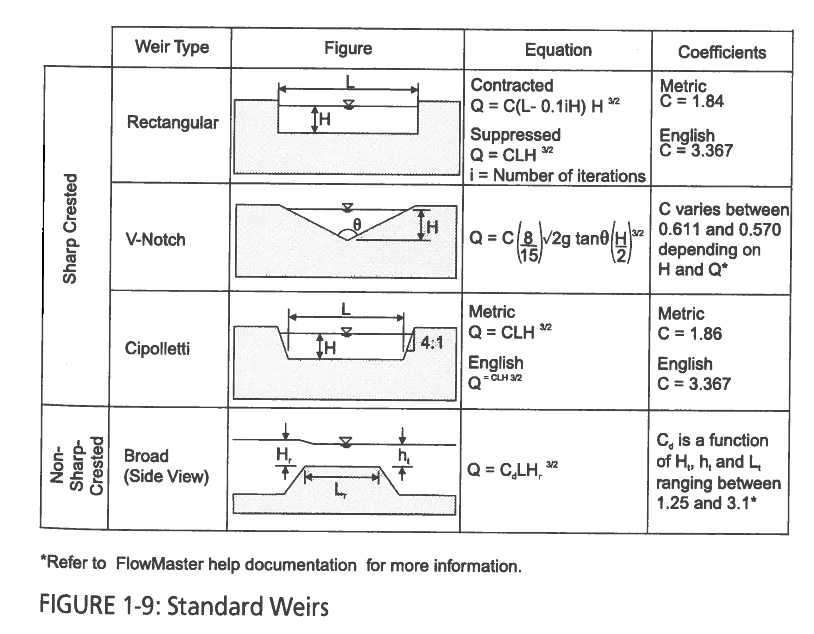 Weir Type Figure Equation Coefficients
Sharp Crested
Rectangular
L
H
Contracted
Q = C(L- 0.1iH) H 3/2
Suppressed
Q = CLH 3/2
i = Number of iterations
Metric
C = 1.84
English
C = 3.367
V-Notch
θ
H
Q = C(8/15)√2g tanθ(H/2)3/2
C varies between
0.611 and 0.570
depending on
H and Q*
Cipolletti
L
H
4:1
Metric
Q = CLH 3/2
English
Q = CLH 3/2
Metric
C = 1.86
English
C = 3.367
Non-
Sharp-
Crested
Broad
(Side View)
Hr
ht
Lr
Q = CdLHr 3/2
Cd is a function
of Ht, ht and Lt
ranging between
1.25 and 3.1*
*Refer to FlowMaster help documentation for more information.
FIGURE 1-9: Standard Weirs